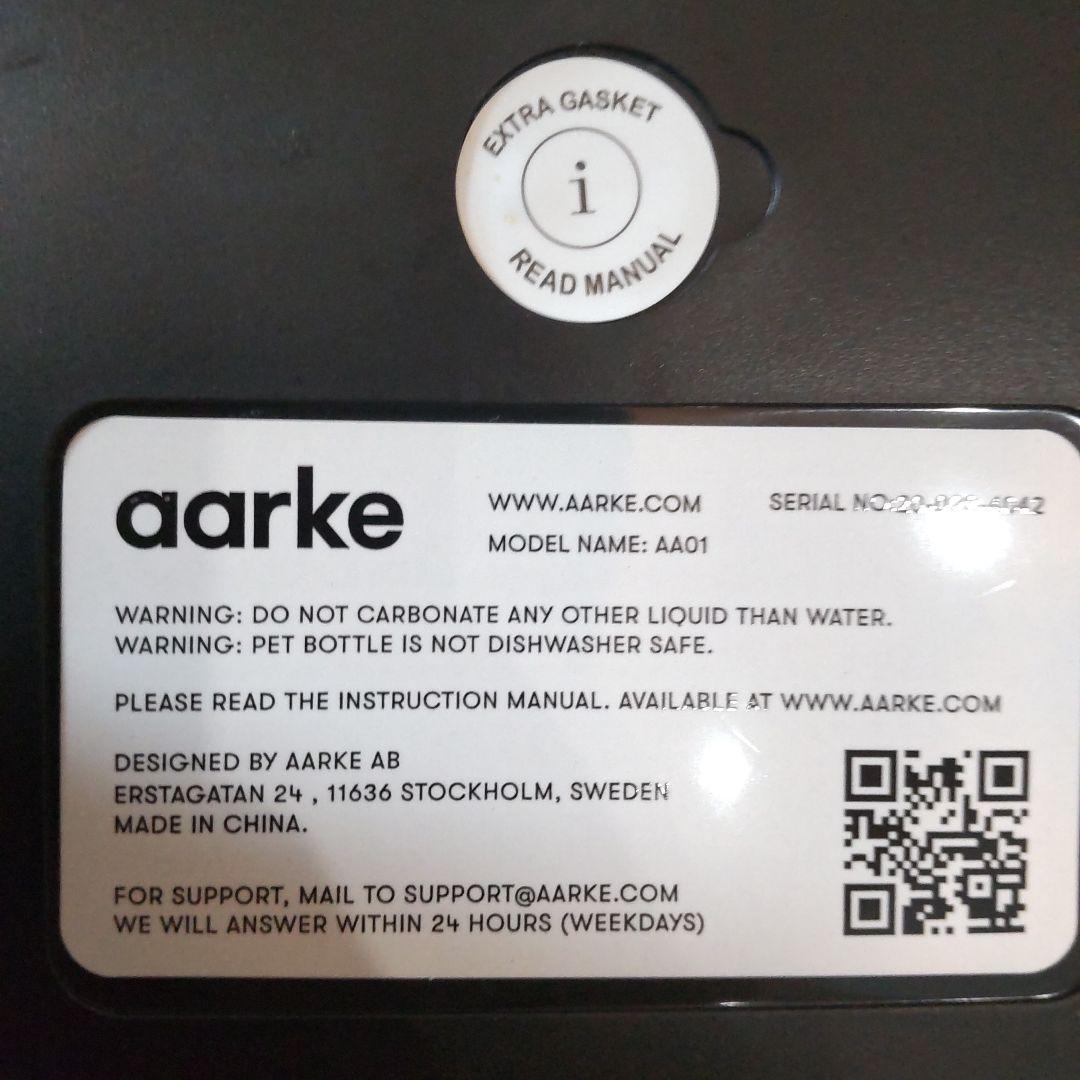 EXTRA GASKET
i
READ MANUAL
aarke
WWW.AARKE.COM
MODEL NAME: AA01
SERIAL NO:
WARNING: DO NOT CARBONATE ANY OTHER LIQUID THAN WATER.
WARNING: PET BOTTLE IS NOT DISHWASHER SAFE.
PLEASE READ THE INSTRUCTION MANUAL. AVAILABLE AT WWW.AARKE.COM
DESIGNED BY AARKE AB
ERSTAGATAN 24 , 11636 STOCKHOLM, SWEDEN
MADE IN CHINA.
FOR SUPPORT, MAIL TO SUPPORT@AARKE.COM
WE WILL ANSWER WITHIN 24 HOURS (WEEKDAYS)